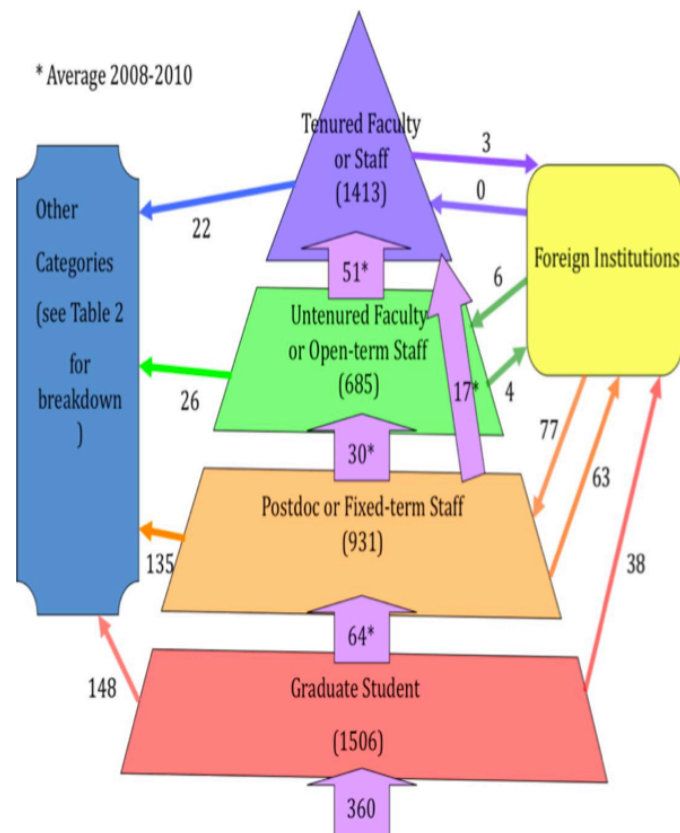 * Average 2008-2010
Tenured Faculty
or Staff
(1413)
3
0
Other
Categories
(see Table 2
for
breakdown
)
22
Foreign Institutions
51*
6
Untenured Faculty
or Open-term Staff
(685)
26
17*
4
77
30*
63
Postdoc or Fixed-term Staff
(931)
135
38
64*
148
Graduate Student
(1506)
360